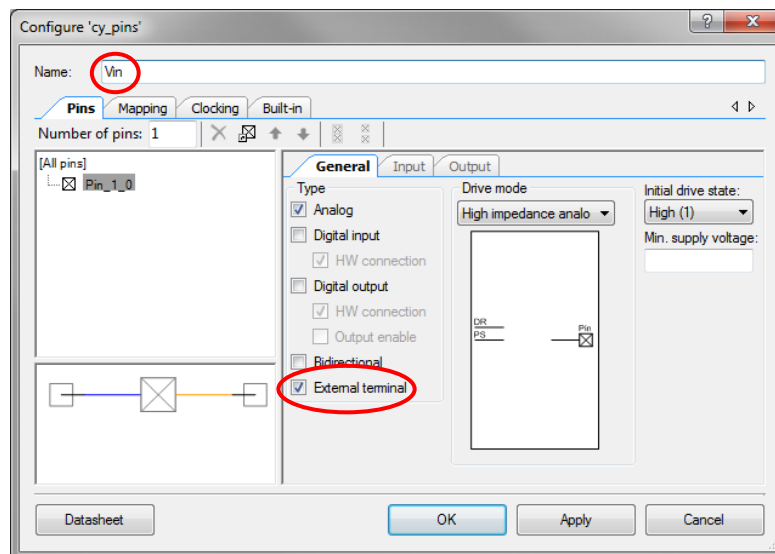 Configure 'cy_pins'
Name: Vin
Pins Mapping Clocking Built-in
Number of pins: 1
[All pins]
Pin_1_0
General Input Output
Type
Analog
Digital input
HW connection
Digital output
HW connection
Output enable
Bidirectional
External terminal
Drive mode
High impedance analo
DR
PS
Pin
Initial drive state:
High (1)
Min. supply voltage:
Datasheet OK Apply Cancel